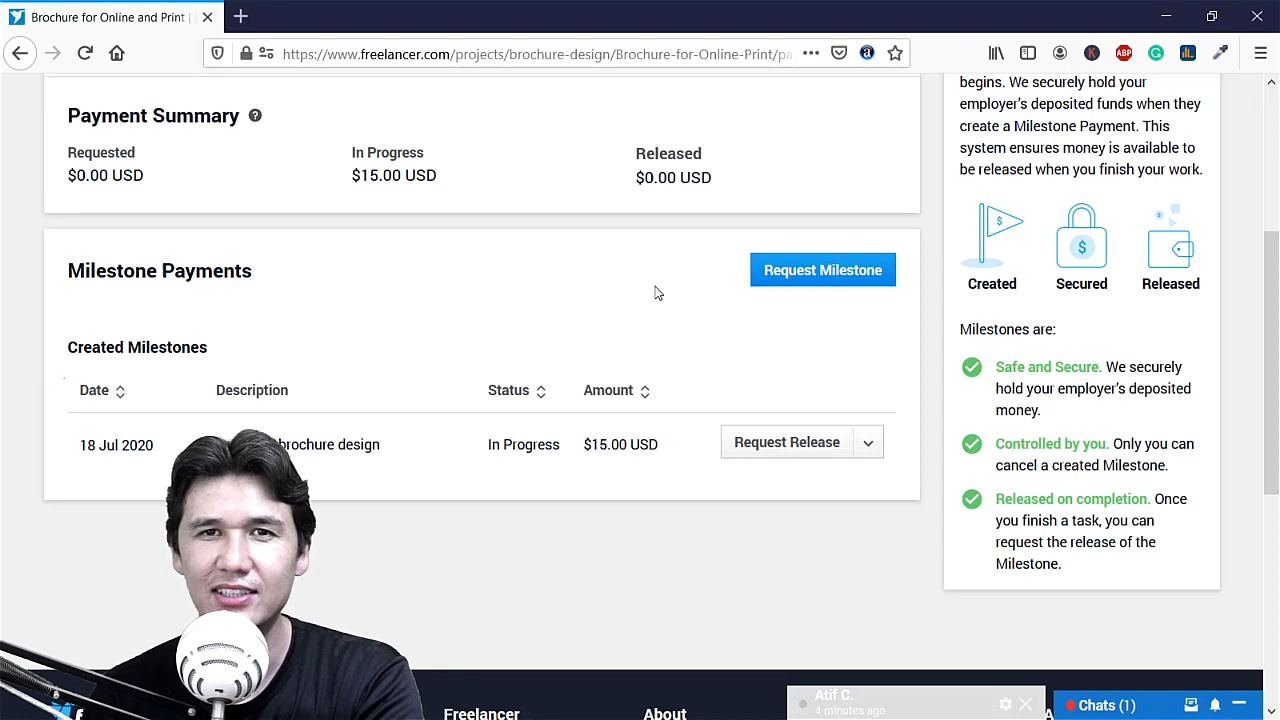 Brochure for Online and Print |
https://www.freelancer.com/projects/brochure-design/Brochure-for-Online-Print/pa
ABP
Payment Summary
Requested
In Progress
Released
$0.00 USD
$15.00 USD
$0.00 USD
Milestone Payments
Request Milestone
Created Milestones
Date
Description
Status
Amount
18 Jul 2020
brochure design
In Progress
$15.00 USD
Request Release
begins. We securely hold your
employer's deposited funds when they
create a Milestone Payment. This
system ensures money is available to
be released when you finish your work.
Created
Secured
Released
Milestones are:
Safe and Secure. We securely
hold your employer's deposited
money.
Controlled by you. Only you can
cancel a created Milestone.
Released on completion. Once
you finish a task, you can
request the release of the
Milestone.
Freelancer
About
Atif C.
4 minutes ago
Chats (1)